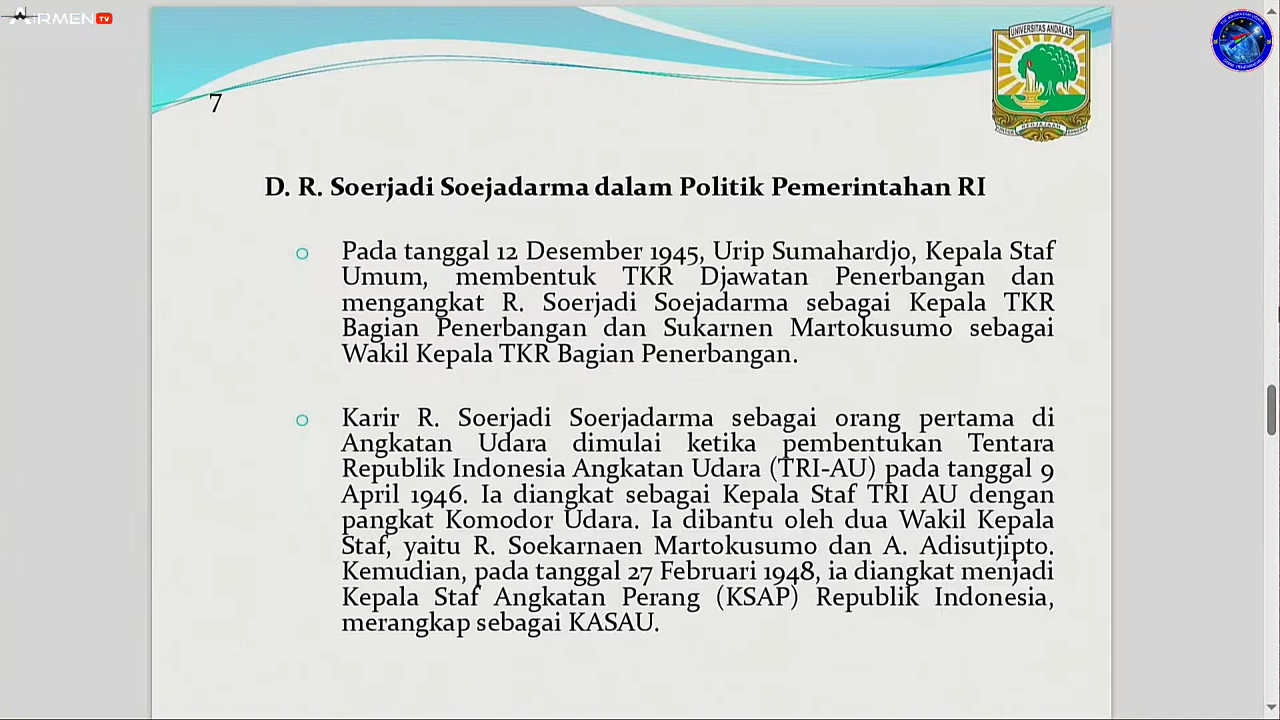 AIRMEN TV
UNIVERSITAS ANDALAS
7
D. R. Soerjadi Soejadarma dalam Politik Pemerintahan RI
Pada tanggal 12 Desember 1945, Urip Sumahardjo, Kepala Staf
Umum, membentuk TKR Djawatan Penerbangan dan
mengangkat R. Soerjadi Soejadarma sebagai Kepala TKR
Bagian Penerbangan dan Sukarnen Martokusumo sebagai
Wakil Kepala TKR Bagian Penerbangan.
Karir R. Soerjadi Soerjadarma sebagai orang pertama di
Angkatan Udara dimulai ketika pembentukan Tentara
Republik Indonesia Angkatan Udara (TRI-AU) pada tanggal 9
April 1946. Ia diangkat sebagai Kepala Staf TRI AU dengan
pangkat Komodor Udara. Ia dibantu oleh dua Wakil Kepala
Staf, yaitu R. Soekarnaen Martokusumo dan A. Adisutjipto.
Kemudian, pada tanggal 27 Februari 1948, ia diangkat menjadi
Kepala Staf Angkatan Perang (KSAP) Republik Indonesia,
merangkap sebagai KASAU.